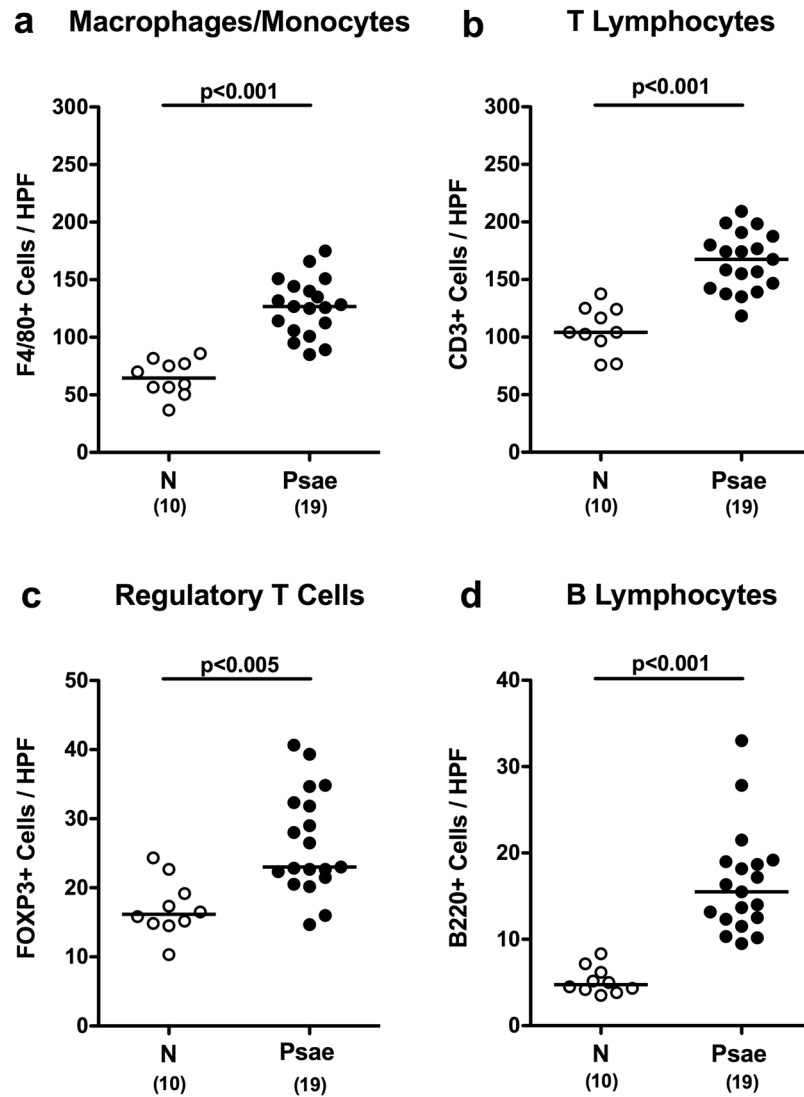 a Macrophages/Monocytes
p<0.001
F4/80+ Cells / HPF
300
250
200
150
100
50
0
N
(10)
Psae
(19)
b T Lymphocytes
p<0.001
CD3+ Cells / HPF
300
250
200
150
100
50
0
N
(10)
Psae
(19)
c Regulatory T Cells
p<0.005
FOXP3+ Cells / HPF
50
40
30
20
10
0
N
(10)
Psae
(19)
d B Lymphocytes
p<0.001
B220+ Cells / HPF
40
30
20
10
0
N
(10)
Psae
(19)